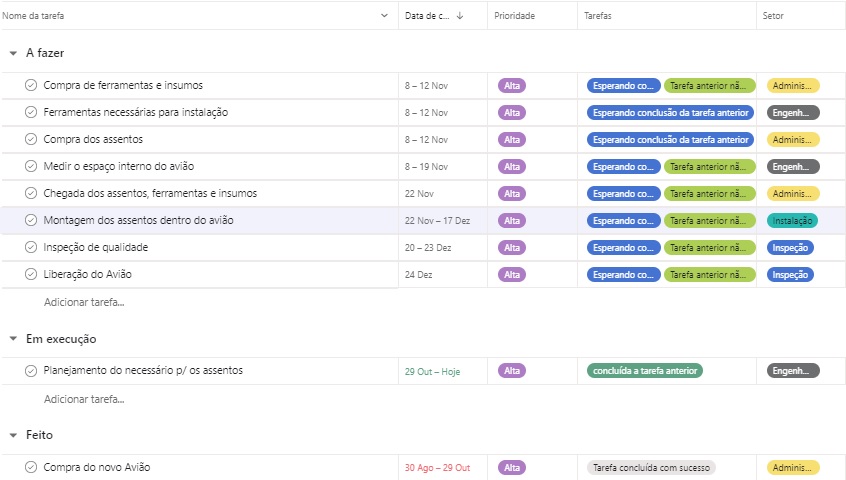 Nome da tarefa Data de c... Prioridade Tarefas Setor
A fazer
Compra de ferramentas e insumos 8 – 12 Nov Alta Esperando co... Tarefa anterior nã... Adminis...
Ferramentas necessárias para instalação 8 – 12 Nov Alta Esperando conclusão da tarefa anterior Engenh...
Compra dos assentos 8 – 12 Nov Alta Esperando conclusão da tarefa anterior Adminis...
Medir o espaço interno do avião 8 – 19 Nov Alta Esperando co... Tarefa anterior nã... Engenh...
Chegada dos assentos, ferramentas e insumos 22 Nov Alta Esperando co... Tarefa anterior nã... Adminis...
Montagem dos assentos dentro do avião 22 Nov – 17 Dez Alta Esperando co... Tarefa anterior nã... Instalação
Inspeção de qualidade 20 – 23 Dez Alta Esperando co... Tarefa anterior nã... Inspeção
Liberação do Avião 24 Dez Alta Esperando co... Tarefa anterior nã... Inspeção
Adicionar tarefa...
Em execução
Planejamento do necessário p/ os assentos 29 Out – Hoje Alta concluída a tarefa anterior Engenh...
Adicionar tarefa...
Feito
Compra do novo Avião 30 Ago – 29 Out Alta Tarefa concluída com sucesso Adminis...